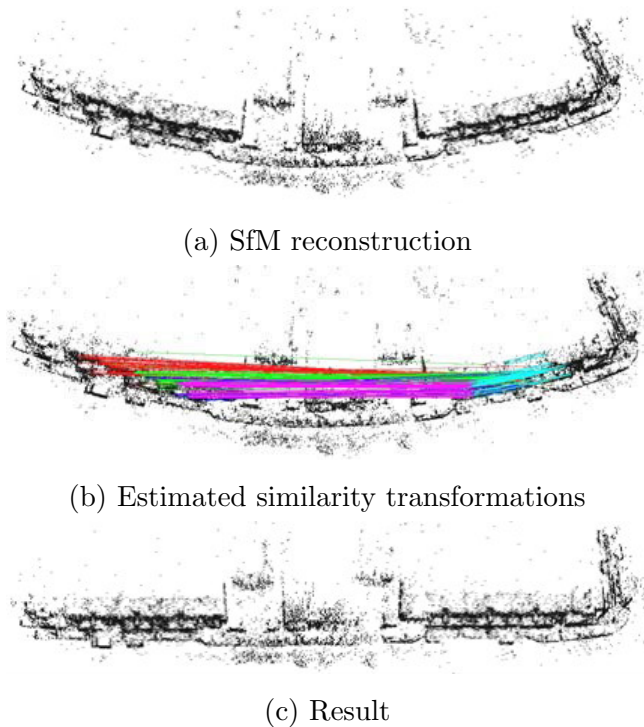 (a) SfM reconstruction
(b) Estimated similarity transformations
(c) Result